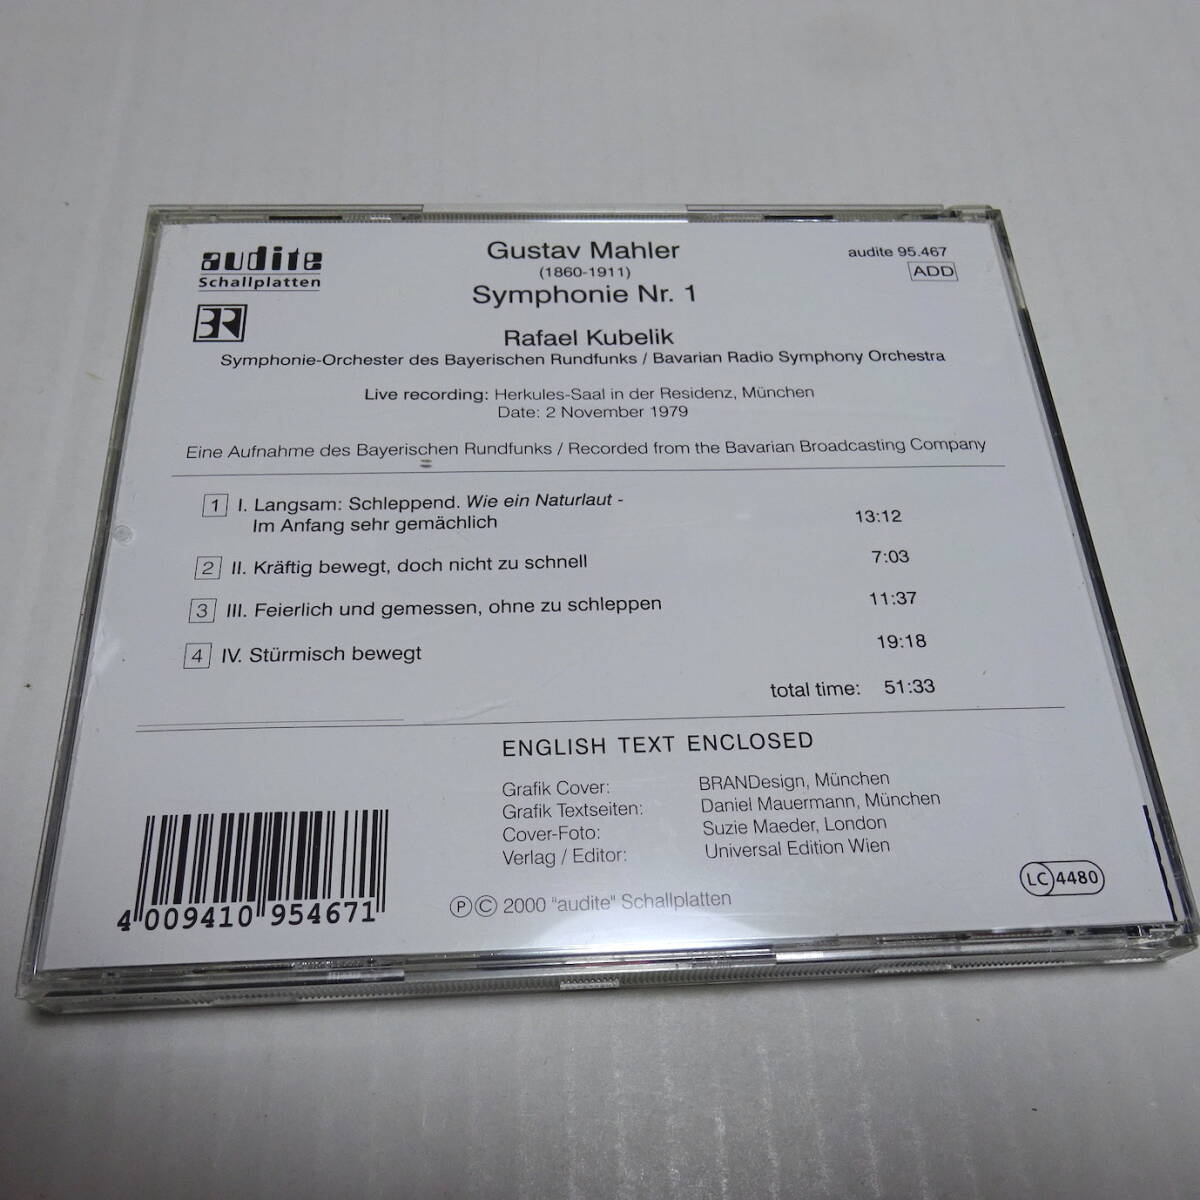 audite
Schallplatten
BR
Gustav Mahler
(1860-1911)
Symphonie Nr. 1
audite 95.467
ADD
Rafael Kubelik
Symphonie-Orchester des Bayerischen Rundfunks / Bavarian Radio Symphony Orchestra
Live recording: Herkules-Saal in der Residenz, München
Date: 2 November 1979
Eine Aufnahme des Bayerischen Rundfunks / Recorded from the Bavarian Broadcasting Company
1 I. Langsam: Schleppend. Wie ein Naturlaut -
Im Anfang sehr gemächlich 13:12
2 II. Kräftig bewegt, doch nicht zu schnell 7:03
3 III. Feierlich und gemessen, ohne zu schleppen 11:37
4 IV. Stürmisch bewegt 19:18
total time: 51:33
ENGLISH TEXT ENCLOSED
Grafik Cover: BRANDesign, München
Grafik Textseiten: Daniel Mauermann, München
Cover-Foto: Suzie Maeder, London
Verlag / Editor: Universal Edition Wien
℗© 2000 "audite" Schallplatten
LC 4480
4 009410 954671